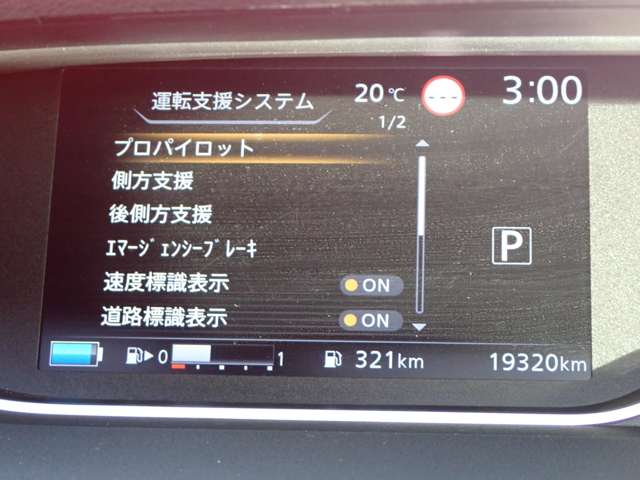 運転支援システム
20℃
---
3:00
1/2
プロパイロット
側方支援
後側方支援
ｴﾏｰｼﾞｪﾝｼｰﾌﾞﾚｰｷ
P
速度標識表示 ON
道路標識表示 ON
0 1 321km 19320km